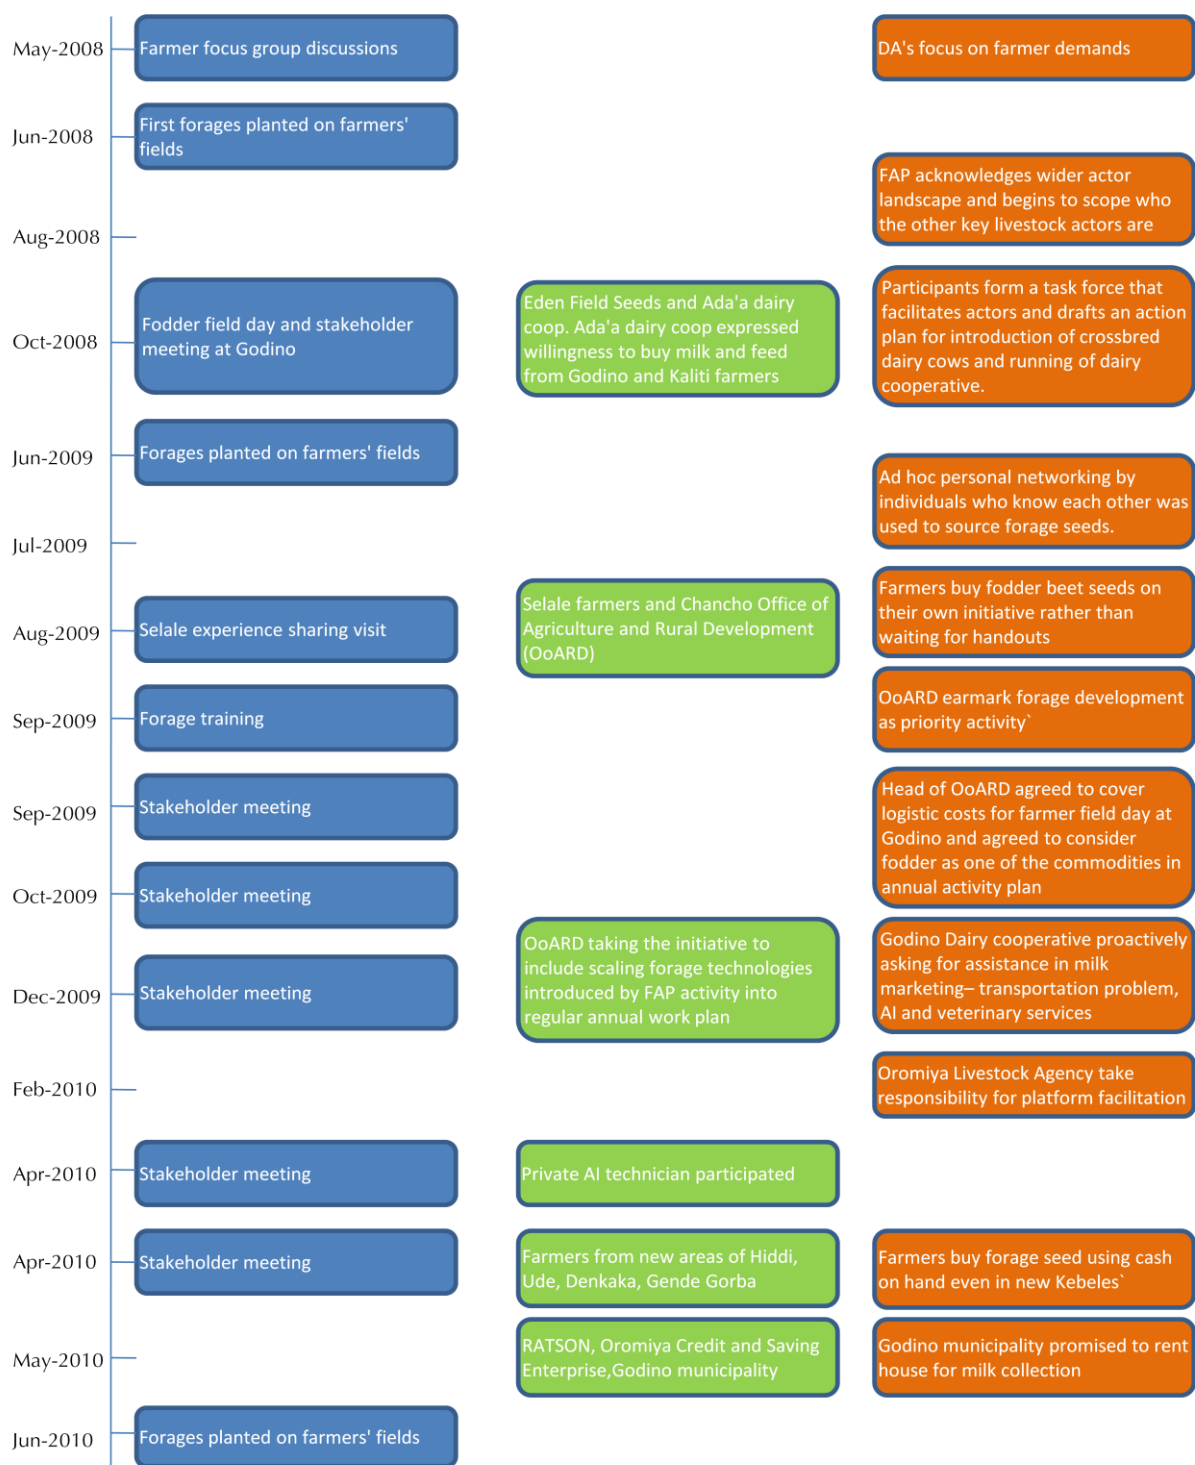 May-2008
Farmer focus group discussions
DA's focus on farmer demands
Jun-2008
First forages planted on farmers'
fields
Aug-2008
FAP acknowledges wider actor
landscape and begins to scope who
the other key livestock actors are
Oct-2008
Fodder field day and stakeholder
meeting at Godino
Eden Field Seeds and Ada'a dairy
coop. Ada'a dairy coop expressed
willingness to buy milk and feed
from Godino and Kaliti farmers
Participants form a task force that
facilitates actors and drafts an action
plan for introduction of crossbred
dairy cows and running of dairy
cooperative.
Jun-2009
Forages planted on farmers' fields
Jul-2009
Ad hoc personal networking by
individuals who know each other was
used to source forage seeds.
Aug-2009
Selale experience sharing visit
Selale farmers and Chancho Office of
Agriculture and Rural Development
(OoARD)
Farmers buy fodder beet seeds on
their own initiative rather than
waiting for handouts
Sep-2009
Forage training
OoARD earmark forage development
as priority activity`
Sep-2009
Stakeholder meeting
Head of OoARD agreed to cover
logistic costs for farmer field day at
Godino and agreed to consider
fodder as one of the commodities in
annual activity plan
Oct-2009
Stakeholder meeting
Dec-2009
Stakeholder meeting
OoARD taking the initiative to
include scaling forage technologies
introduced by FAP activity into
regular annual work plan
Godino Dairy cooperative proactively
asking for assistance in milk
marketing– transportation problem,
AI and veterinary services
Feb-2010
Oromiya Livestock Agency take
responsibility for platform facilitation
Apr-2010
Stakeholder meeting
Private AI technician participated
Apr-2010
Stakeholder meeting
Farmers from new areas of Hiddi,
Ude, Denkaka, Gende Gorba
Farmers buy forage seed using cash
on hand even in new Kebeles`
May-2010
RATSON, Oromiya Credit and Saving
Enterprise,Godino municipality
Godino municipality promised to rent
house for milk collection
Jun-2010
Forages planted on farmers' fields